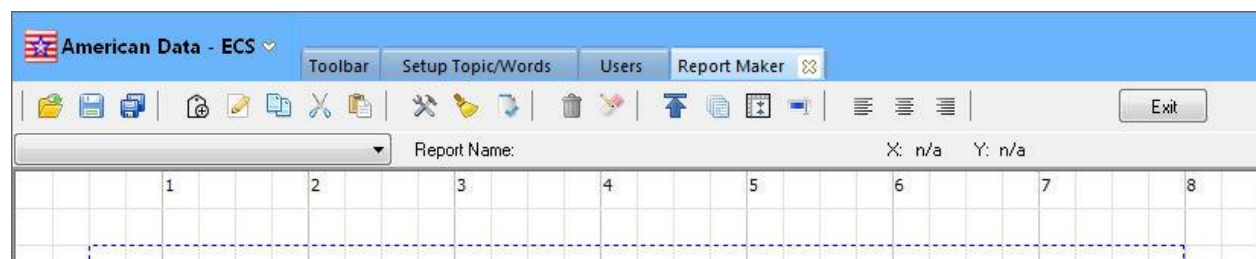 American Data - ECS
Toolbar Setup Topic/Words Users Report Maker
Exit
Report Name: X: n/a Y: n/a
1 2 3 4 5 6 7 8